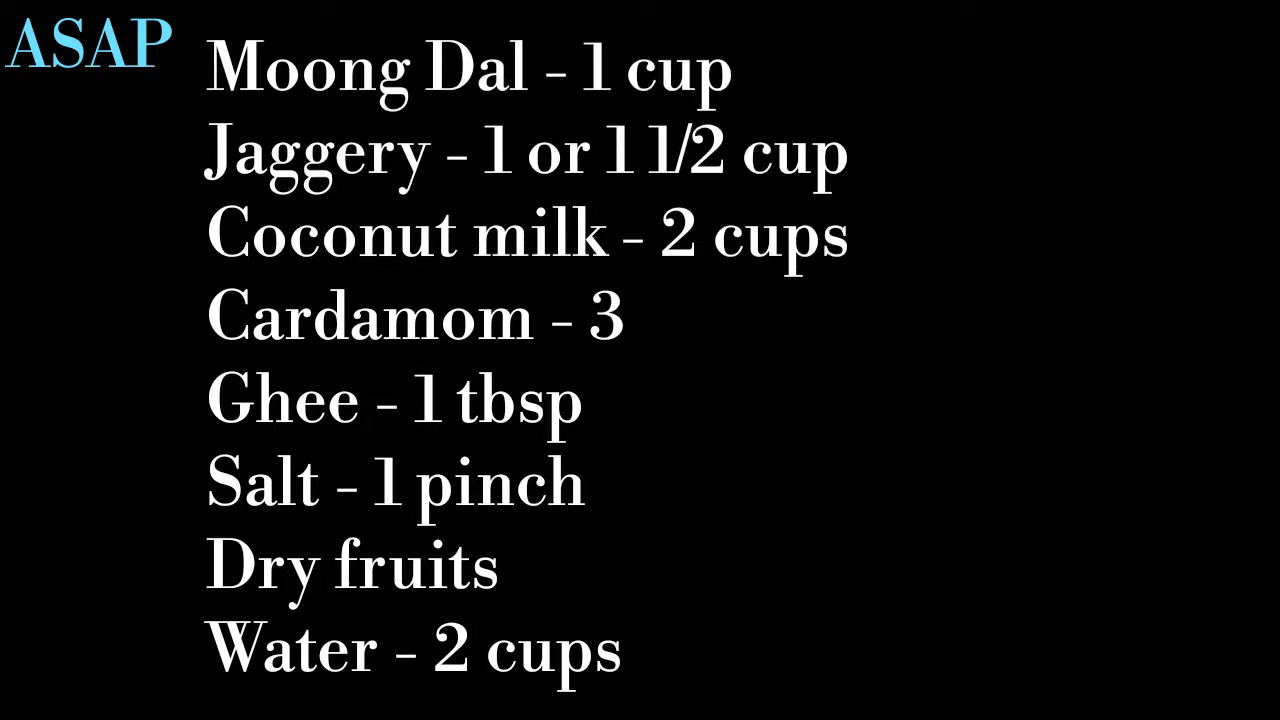 ASAP
Moong Dal - 1 cup
Jaggery - 1 or 1 1/2 cup
Coconut milk - 2 cups
Cardamom - 3
Ghee - 1 tbsp
Salt - 1 pinch
Dry fruits
Water - 2 cups